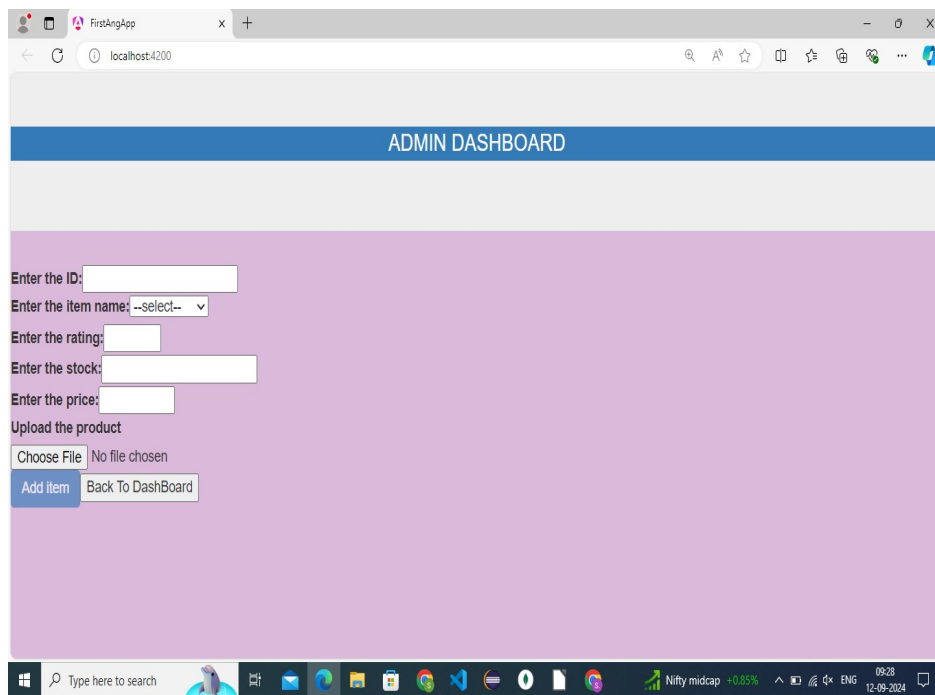 FirstAngApp
localhost:4200
ADMIN DASHBOARD
Enter the ID:
Enter the item name: --select--
Enter the rating:
Enter the stock:
Enter the price:
Upload the product
Choose File No file chosen
Add item Back To DashBoard
Type here to search Nifty midcap +0.85% ENG 09:28
12-09-2024